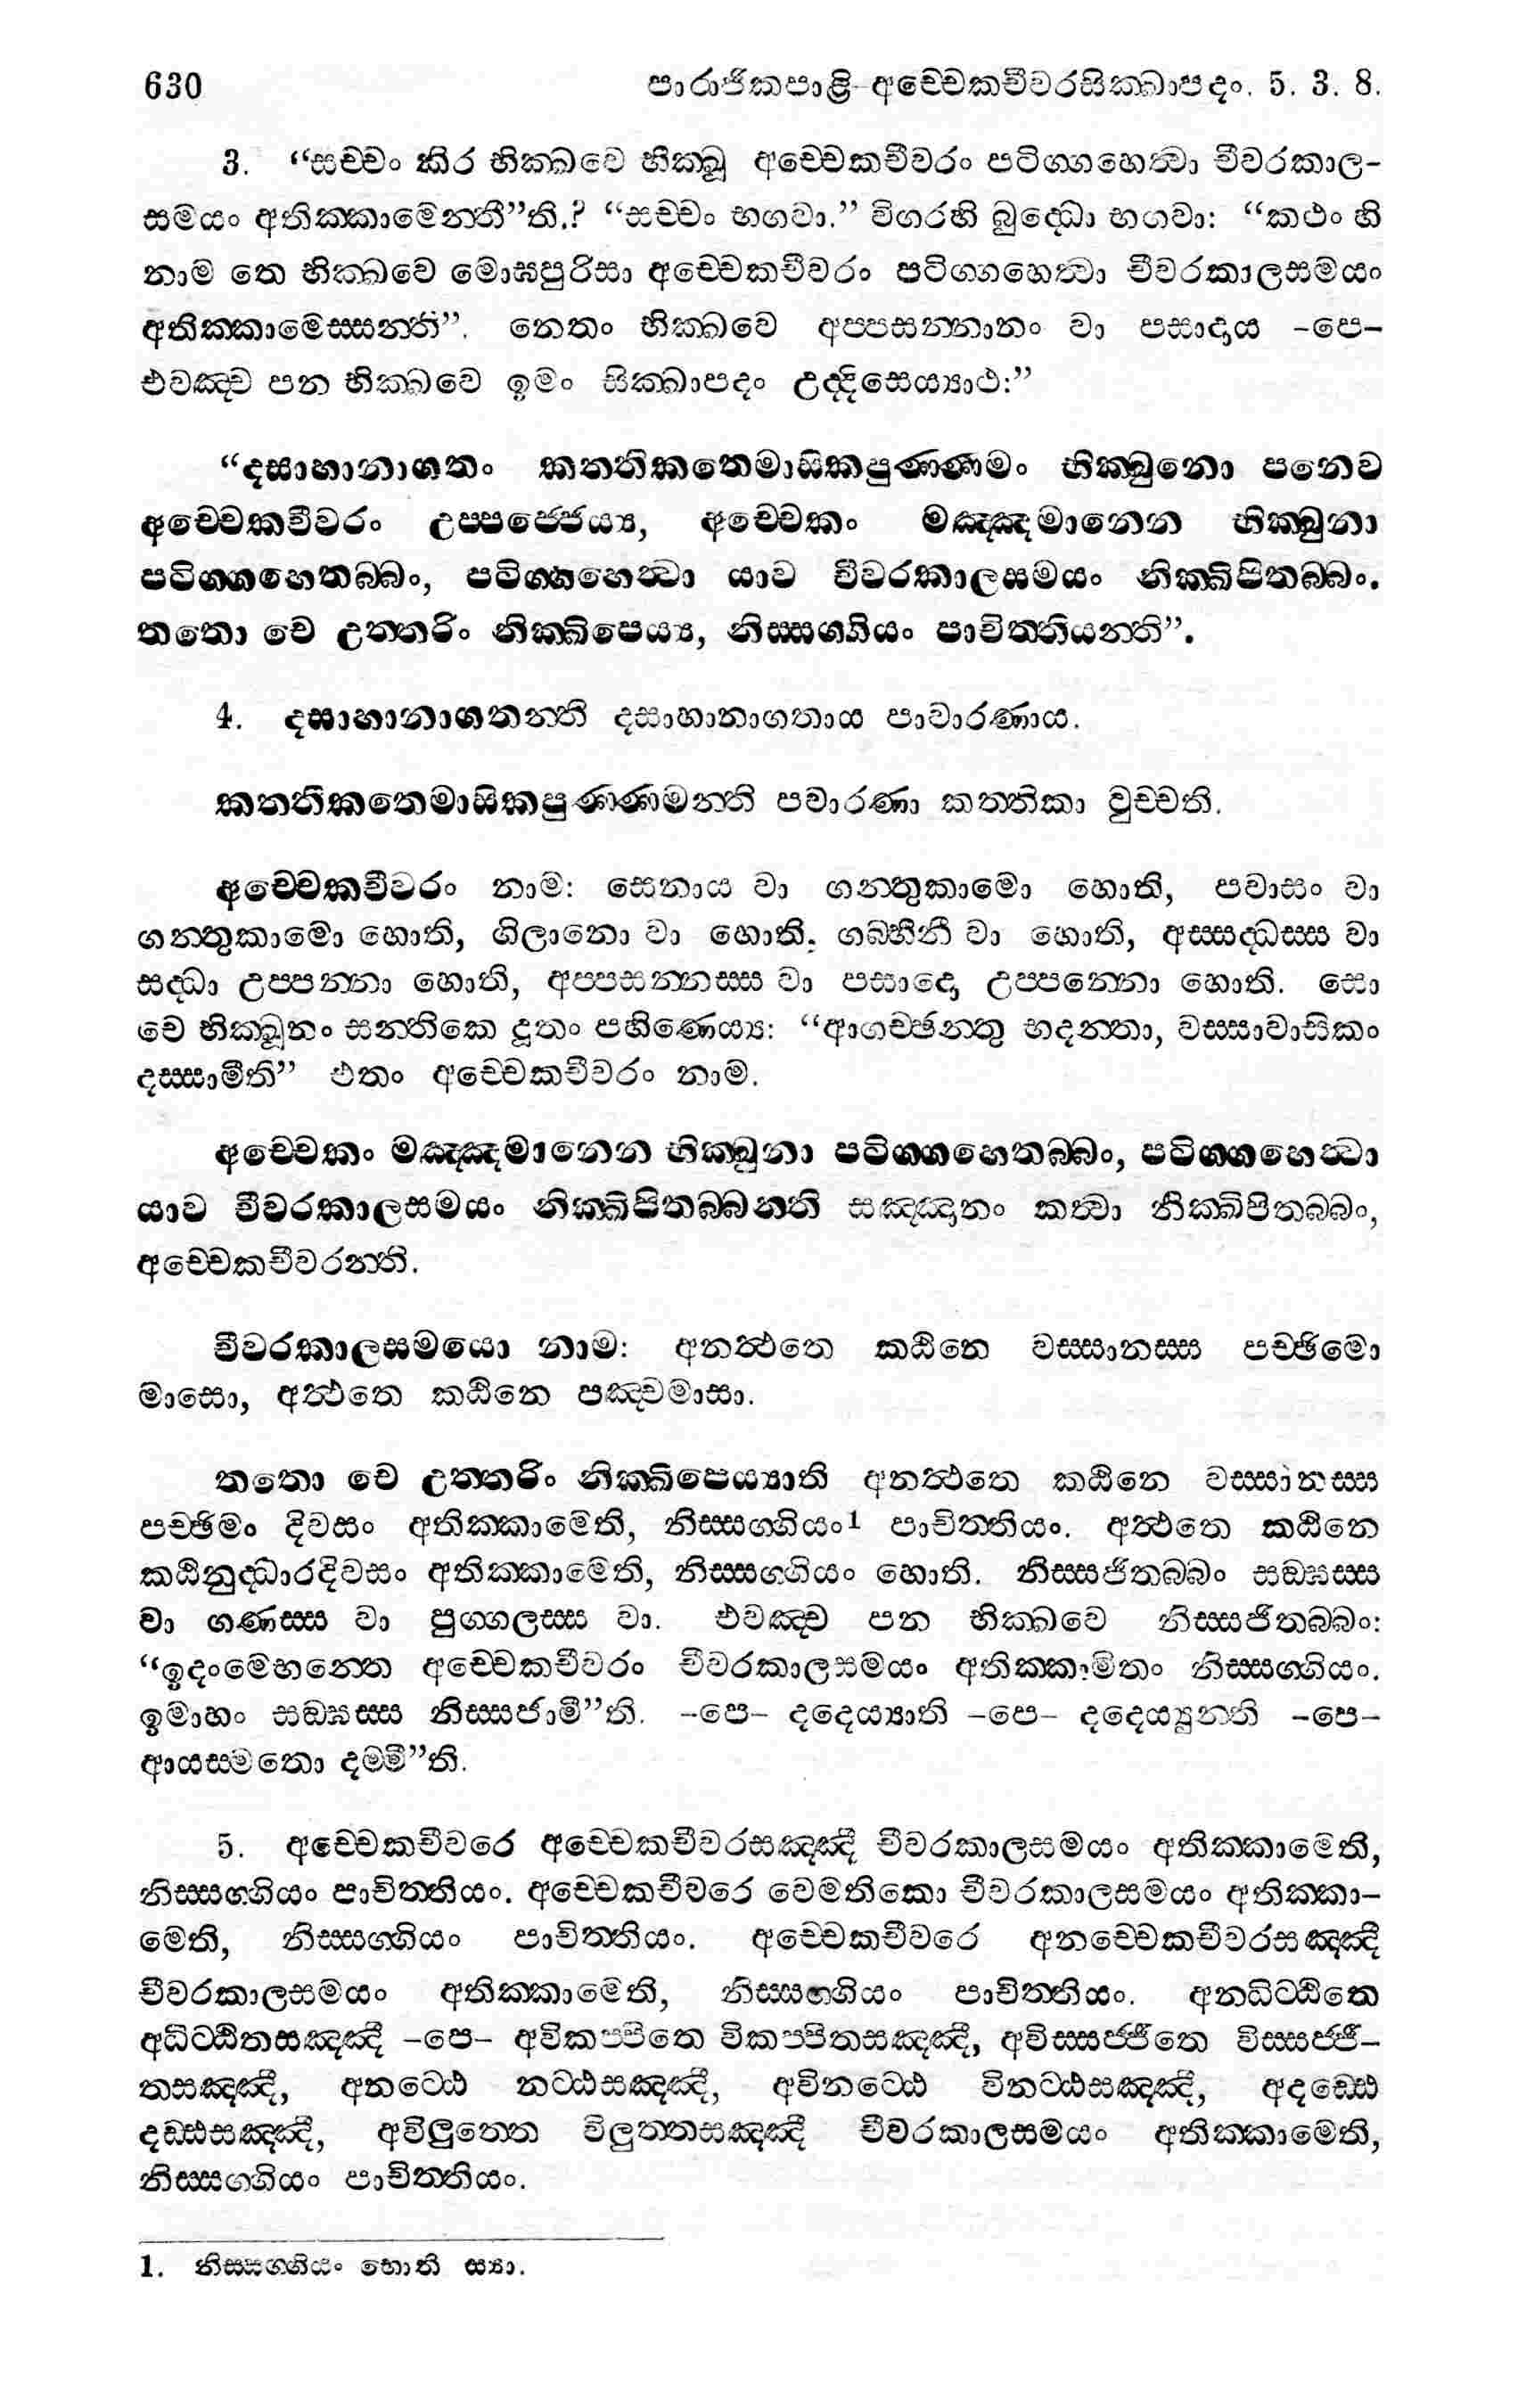 630 පාරාජිකපාළි-අච්චෙකචීවරසික්ඛාපදං. 5. 3. 8.
3. “සච්චං කිර භික්ඛවෙ භික්ඛූ අච්චෙකචීවරං පටිග්ගහෙත්වා චීවරකාල-
සමයං අතික්කාමෙන්තී”ති.? “සච්චං භගවා.” විගරහි බුද්ධො භගවා: “කථං හි
නාම තෙ භික්ඛවෙ මොඝපුරිසා අච්චෙකචීවරං පටිග්ගහෙත්වා චීවරකාලසමයං
අතික්කාමෙස්සන්ති”. නෙතං භික්ඛවෙ අප්පසන්නානං වා පසාදාය -පෙ-
එවඤ්ච පන භික්ඛවෙ ඉමං සික්ඛාපදං උද්දිසෙය්‍යාථ:”
“දසාහානාගතං කත්තිකතෙමාසිකපුණ්ණමං භික්ඛුනො පනෙව
අච්චෙකචීවරං උප්පජ්ජෙය්‍ය, අච්චෙකං මඤ්ඤමානෙන භික්ඛුනා
පටිග්ගහෙතබ්බං, පටිග්ගහෙත්වා යාව චීවරකාලසමයං නික්ඛිපිතබ්බං.
තතො චෙ උත්තරිං නික්ඛිපෙය්‍ය, නිස්සග්ගියං පාචිත්තියන්ති”.
4. දසාහානාගතන්ති දසාහානාගතාය පාවාරණාය.
කත්තිකතෙමාසිකපුණ්ණමන්ති පවාරණා කත්තිකා වුච්චති.
අච්චෙකචීවරං නාම: සෙනාය වා ගන්තුකාමො හොති, පවාසං වා
ගන්තුකාමො හොති, ගිලානො වා හොති, ගබ්භිනී වා හොති, අස්සද්ධස්ස වා
සද්ධා උප්පන්නා හොති, අප්පසන්නස්ස වා පසාදො උප්පන්නො හොති. සො
චෙ භික්ඛූනං සන්තිකෙ දූතං පහිණෙය්‍ය: “ආගච්ඡන්තු භදන්තා, වස්සාවාසිකං
දස්සාමීති” එතං අච්චෙකචීවරං නාම.
අච්චෙකං මඤ්ඤමානෙන භික්ඛුනා පටිග්ගහෙතබ්බං, පටිග්ගහෙත්වා
යාව චීවරකාලසමයං නික්ඛිපිතබ්බන්ති සඤ්ඤාණං කත්වා නික්ඛිපිතබ්බං,
අච්චෙකචීවරන්ති.
චීවරකාලසමයො නාම: අනත්ථතෙ කඨිනෙ වස්සානස්ස පච්ඡිමො
මාසො, අත්ථතෙ කඨිනෙ පඤ්චමාසා.
තතො චෙ උත්තරිං නික්ඛිපෙය්‍යාති අනත්ථතෙ කඨිනෙ වස්සානස්ස
පච්ඡිමං දිවසං අතික්කාමෙති, නිස්සග්ගියං1 පාචිත්තියං. අත්ථතෙ කඨිනෙ
කඨිනුද්ධාරදිවසං අතික්කාමෙති, නිස්සග්ගියං හොති. නිස්සජිතබ්බං සඞ්ඝස්ස
වා ගණස්ස වා පුග්ගලස්ස වා. එවඤ්ච පන භික්ඛවෙ නිස්සජිතබ්බං:
“ඉදංමෙභන්තෙ අච්චෙකචීවරං චීවරකාලසමයං අතික්කාමිතං නිස්සග්ගියං.
ඉමාහං සඞ්ඝස්ස නිස්සජාමී”ති. -පෙ- දදෙය්‍යාති -පෙ- දදෙය්‍යුන්ති -පෙ-
ආයස්මතො දම්මී”ති.
5. අච්චෙකචීවරෙ අච්චෙකචීවරසඤ්ඤී චීවරකාලසමයං අතික්කාමෙති,
නිස්සග්ගියං පාචිත්තියං. අච්චෙකචීවරෙ වෙමතිකො චීවරකාලසමයං අතික්කා-
මෙති, නිස්සග්ගියං පාචිත්තියං. අච්චෙකචීවරෙ අනච්චෙකචීවරසඤ්ඤී
චීවරකාලසමයං අතික්කාමෙති, නිස්සග්ගියං පාචිත්තියං. අනධිට්ඨිතෙ
අධිට්ඨිතසඤ්ඤී -පෙ- අවිකප්පිතෙ විකප්පිතසඤ්ඤී, අවිස්සජ්ජිතෙ විස්සජ්ජි-
තසඤ්ඤී, අනට්ඨෙ නට්ඨසඤ්ඤී, අවිනට්ඨෙ විනට්ඨසඤ්ඤී, අදඩ්ඪෙ
දඩ්ඪසඤ්ඤී, අවිලුත්තෙ විලුත්තසඤ්ඤී චීවරකාලසමයං අතික්කාමෙති,
නිස්සග්ගියං පාචිත්තියං.
1. නිස්සග්ගියං හොති ස්‍යා.